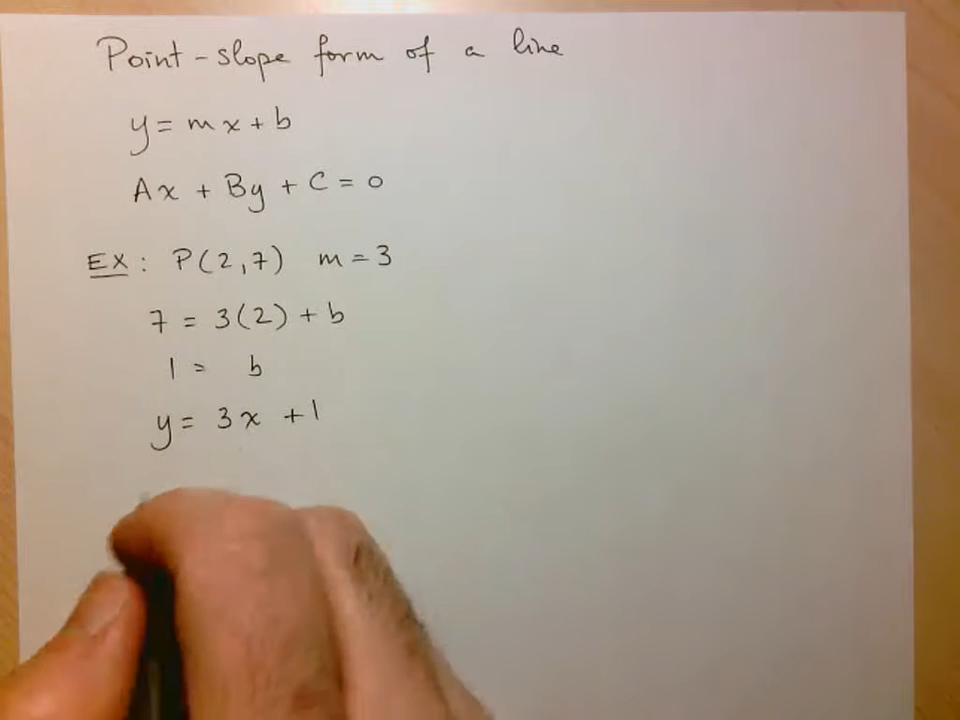 Point-slope form of a line
y = mx + b
Ax + By + C = 0
EX: P(2,7) m = 3
7 = 3(2) + b
1 = b
y = 3x + 1